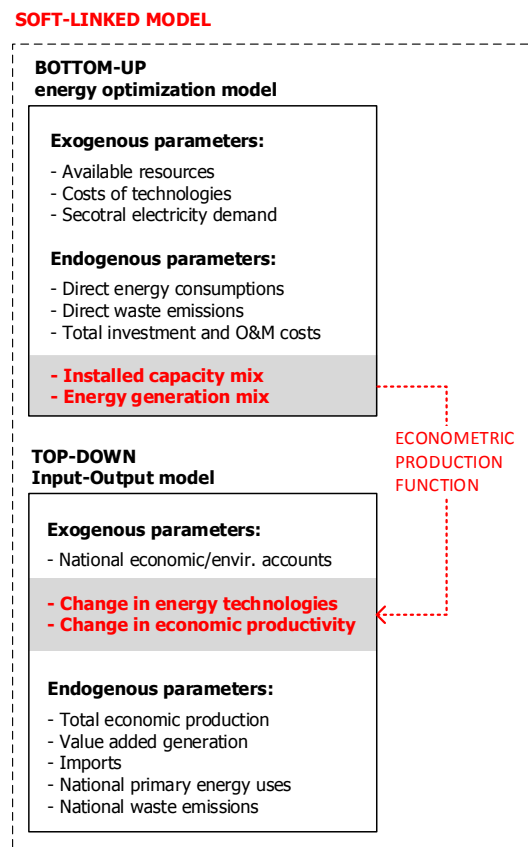 SOFT-LINKED MODEL
BOTTOM-UP
energy optimization model
Exogenous parameters:
- Available resources
- Costs of technologies
- Secotral electricity demand
Endogenous parameters:
- Direct energy consumptions
- Direct waste emissions
- Total investment and O&M costs
- Installed capacity mix
- Energy generation mix
ECONOMETRIC
PRODUCTION
FUNCTION
TOP-DOWN
Input-Output model
Exogenous parameters:
- National economic/envir. accounts
- Change in energy technologies
- Change in economic productivity
Endogenous parameters:
- Total economic production
- Value added generation
- Imports
- National primary energy uses
- National waste emissions